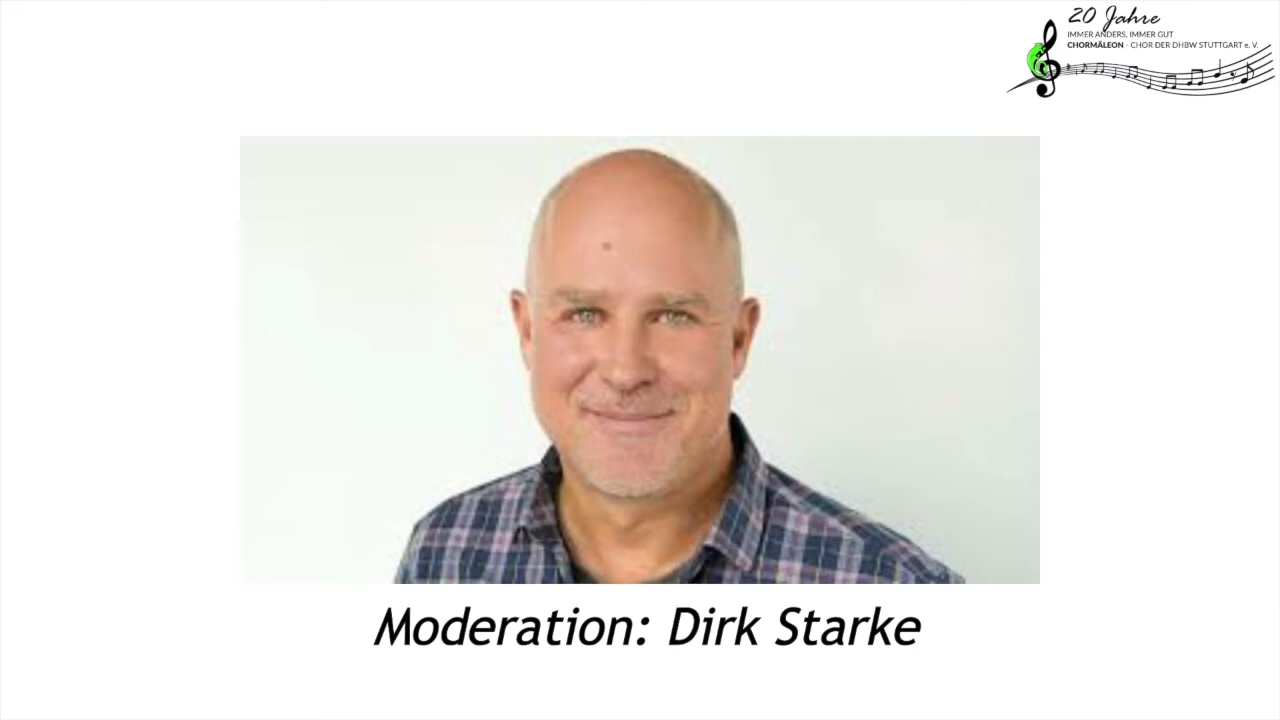 20 Jahre
IMMER ANDERS, IMMER GUT
CHORMÄLEON - CHOR DER DHBW STUTTGART e. V.
Moderation: Dirk Starke